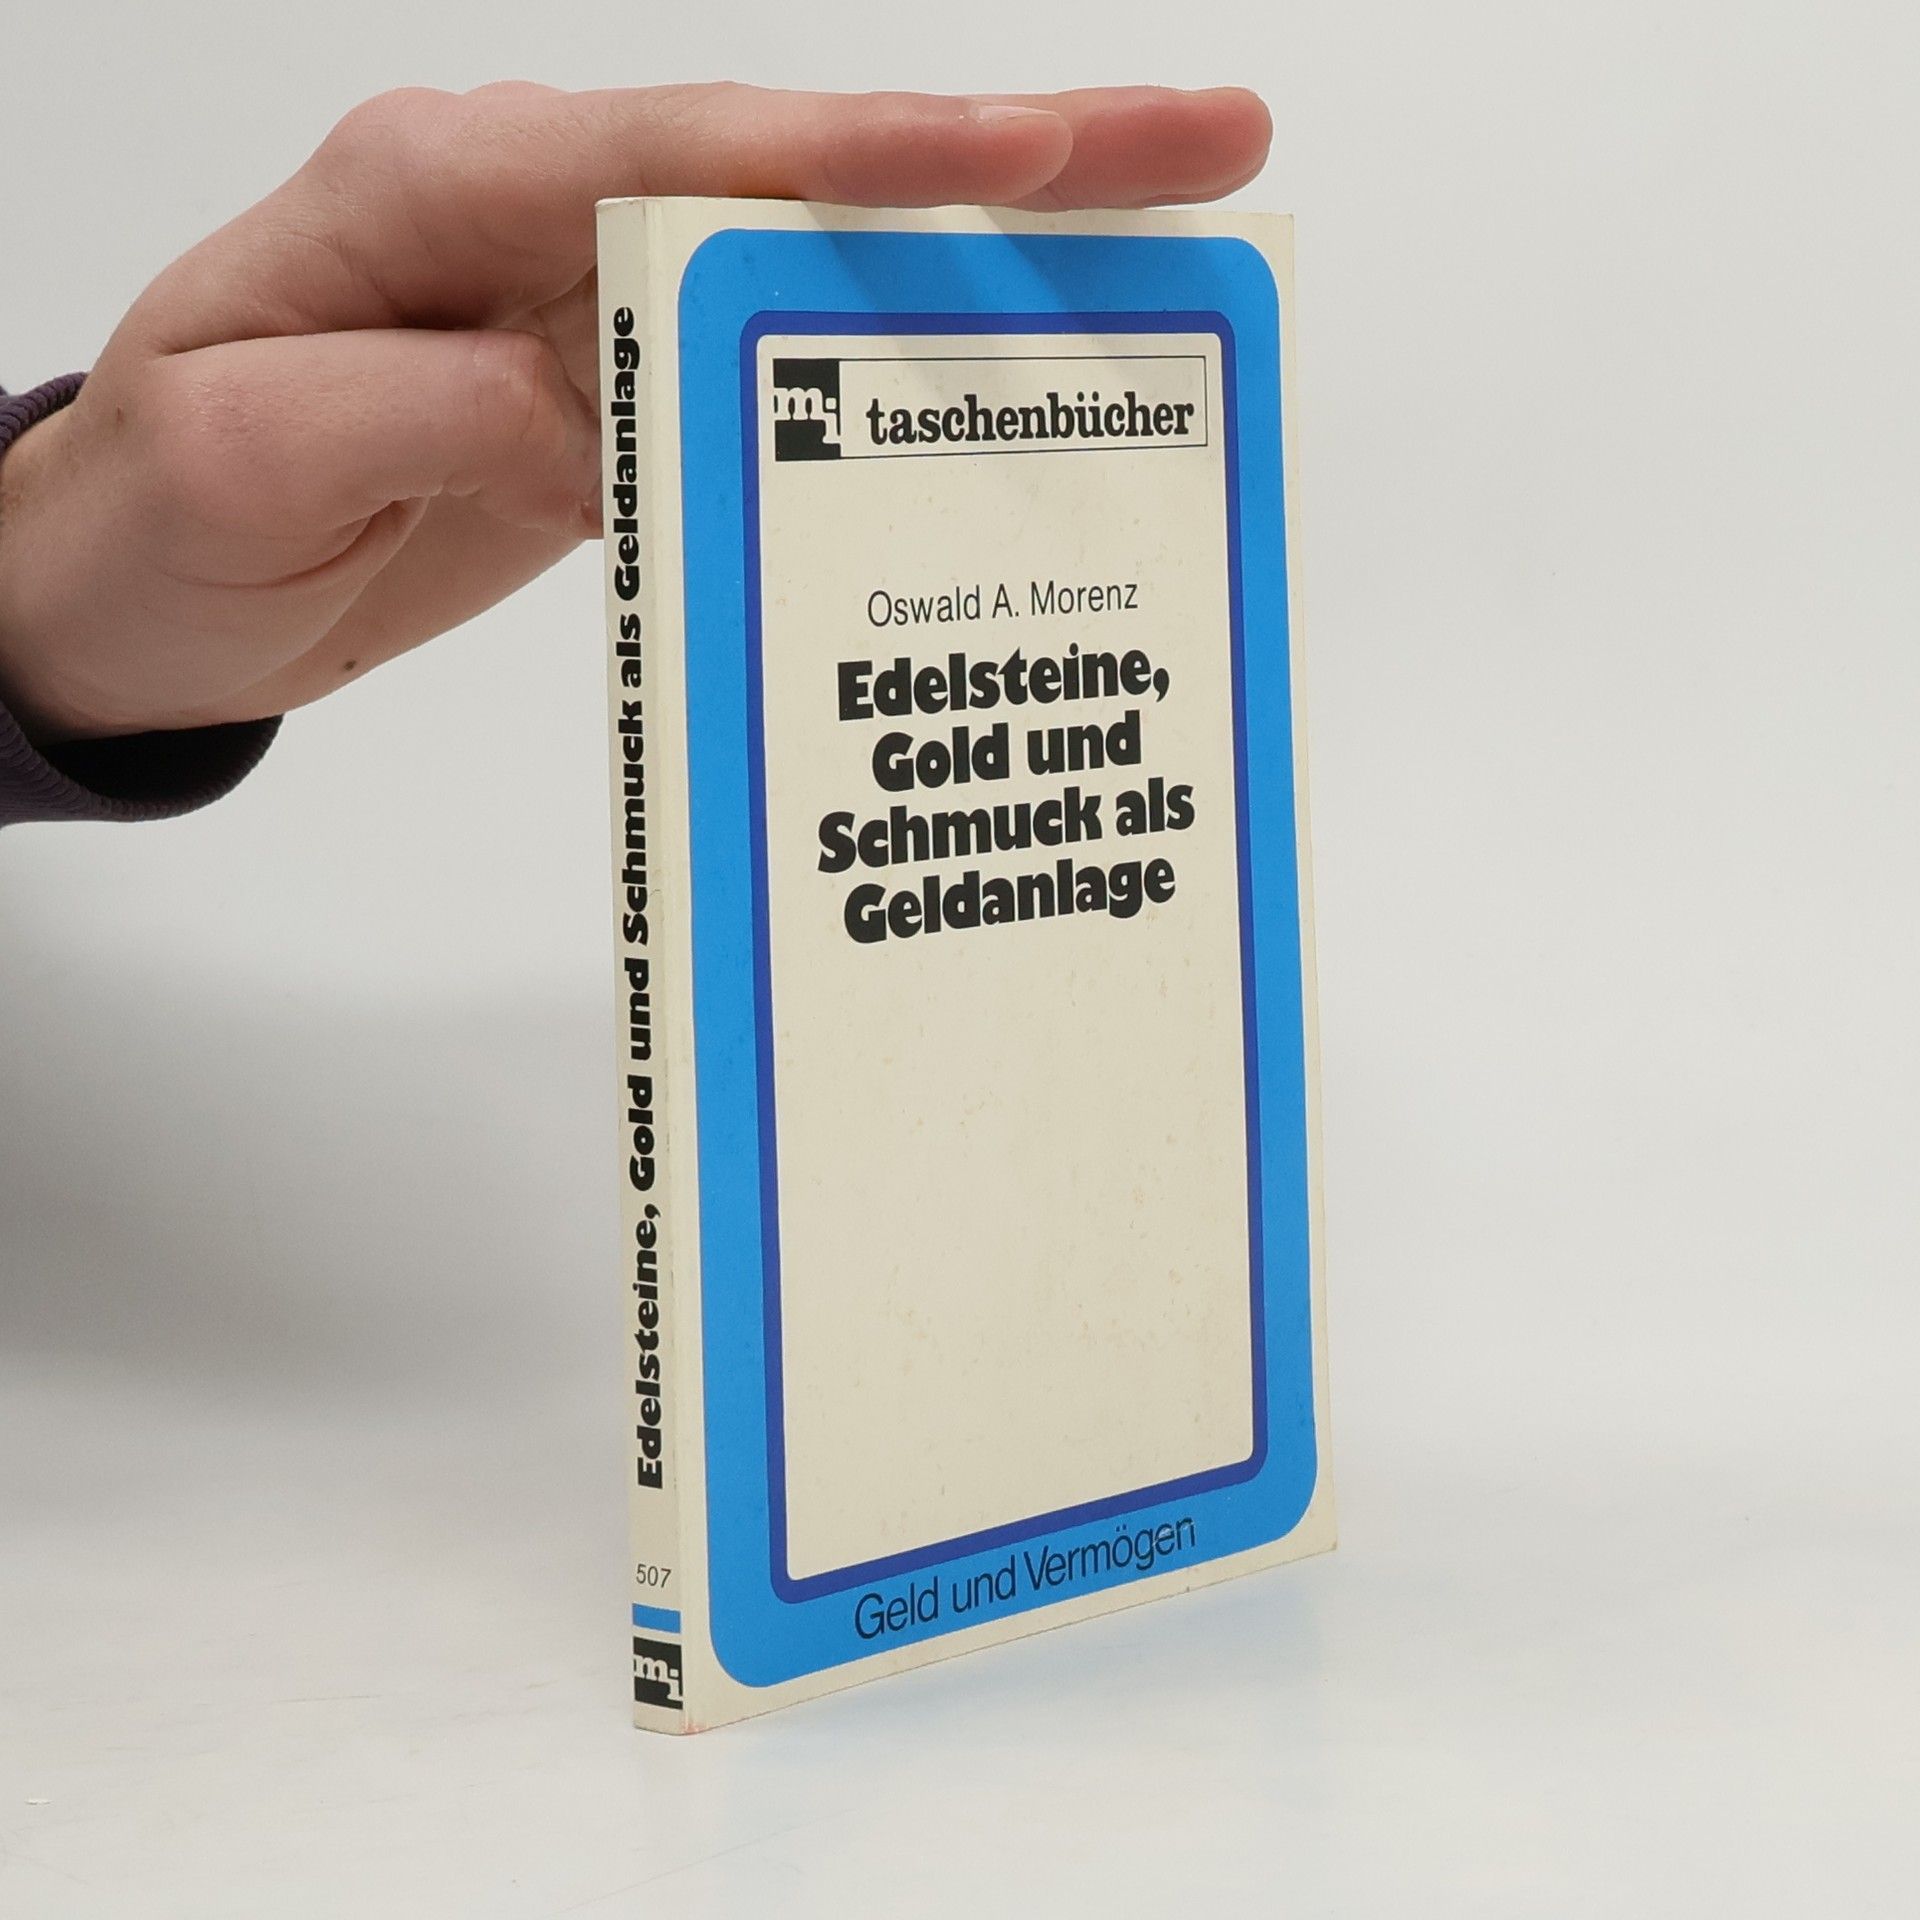 mi taschenbücher
Oswald A. Morenz
Edelsteine,
Gold und
Schmuck als
Geldanlage
Geld und Vermögen
Edelsteine, Gold und Schmuck als Geldanlage
507
mi